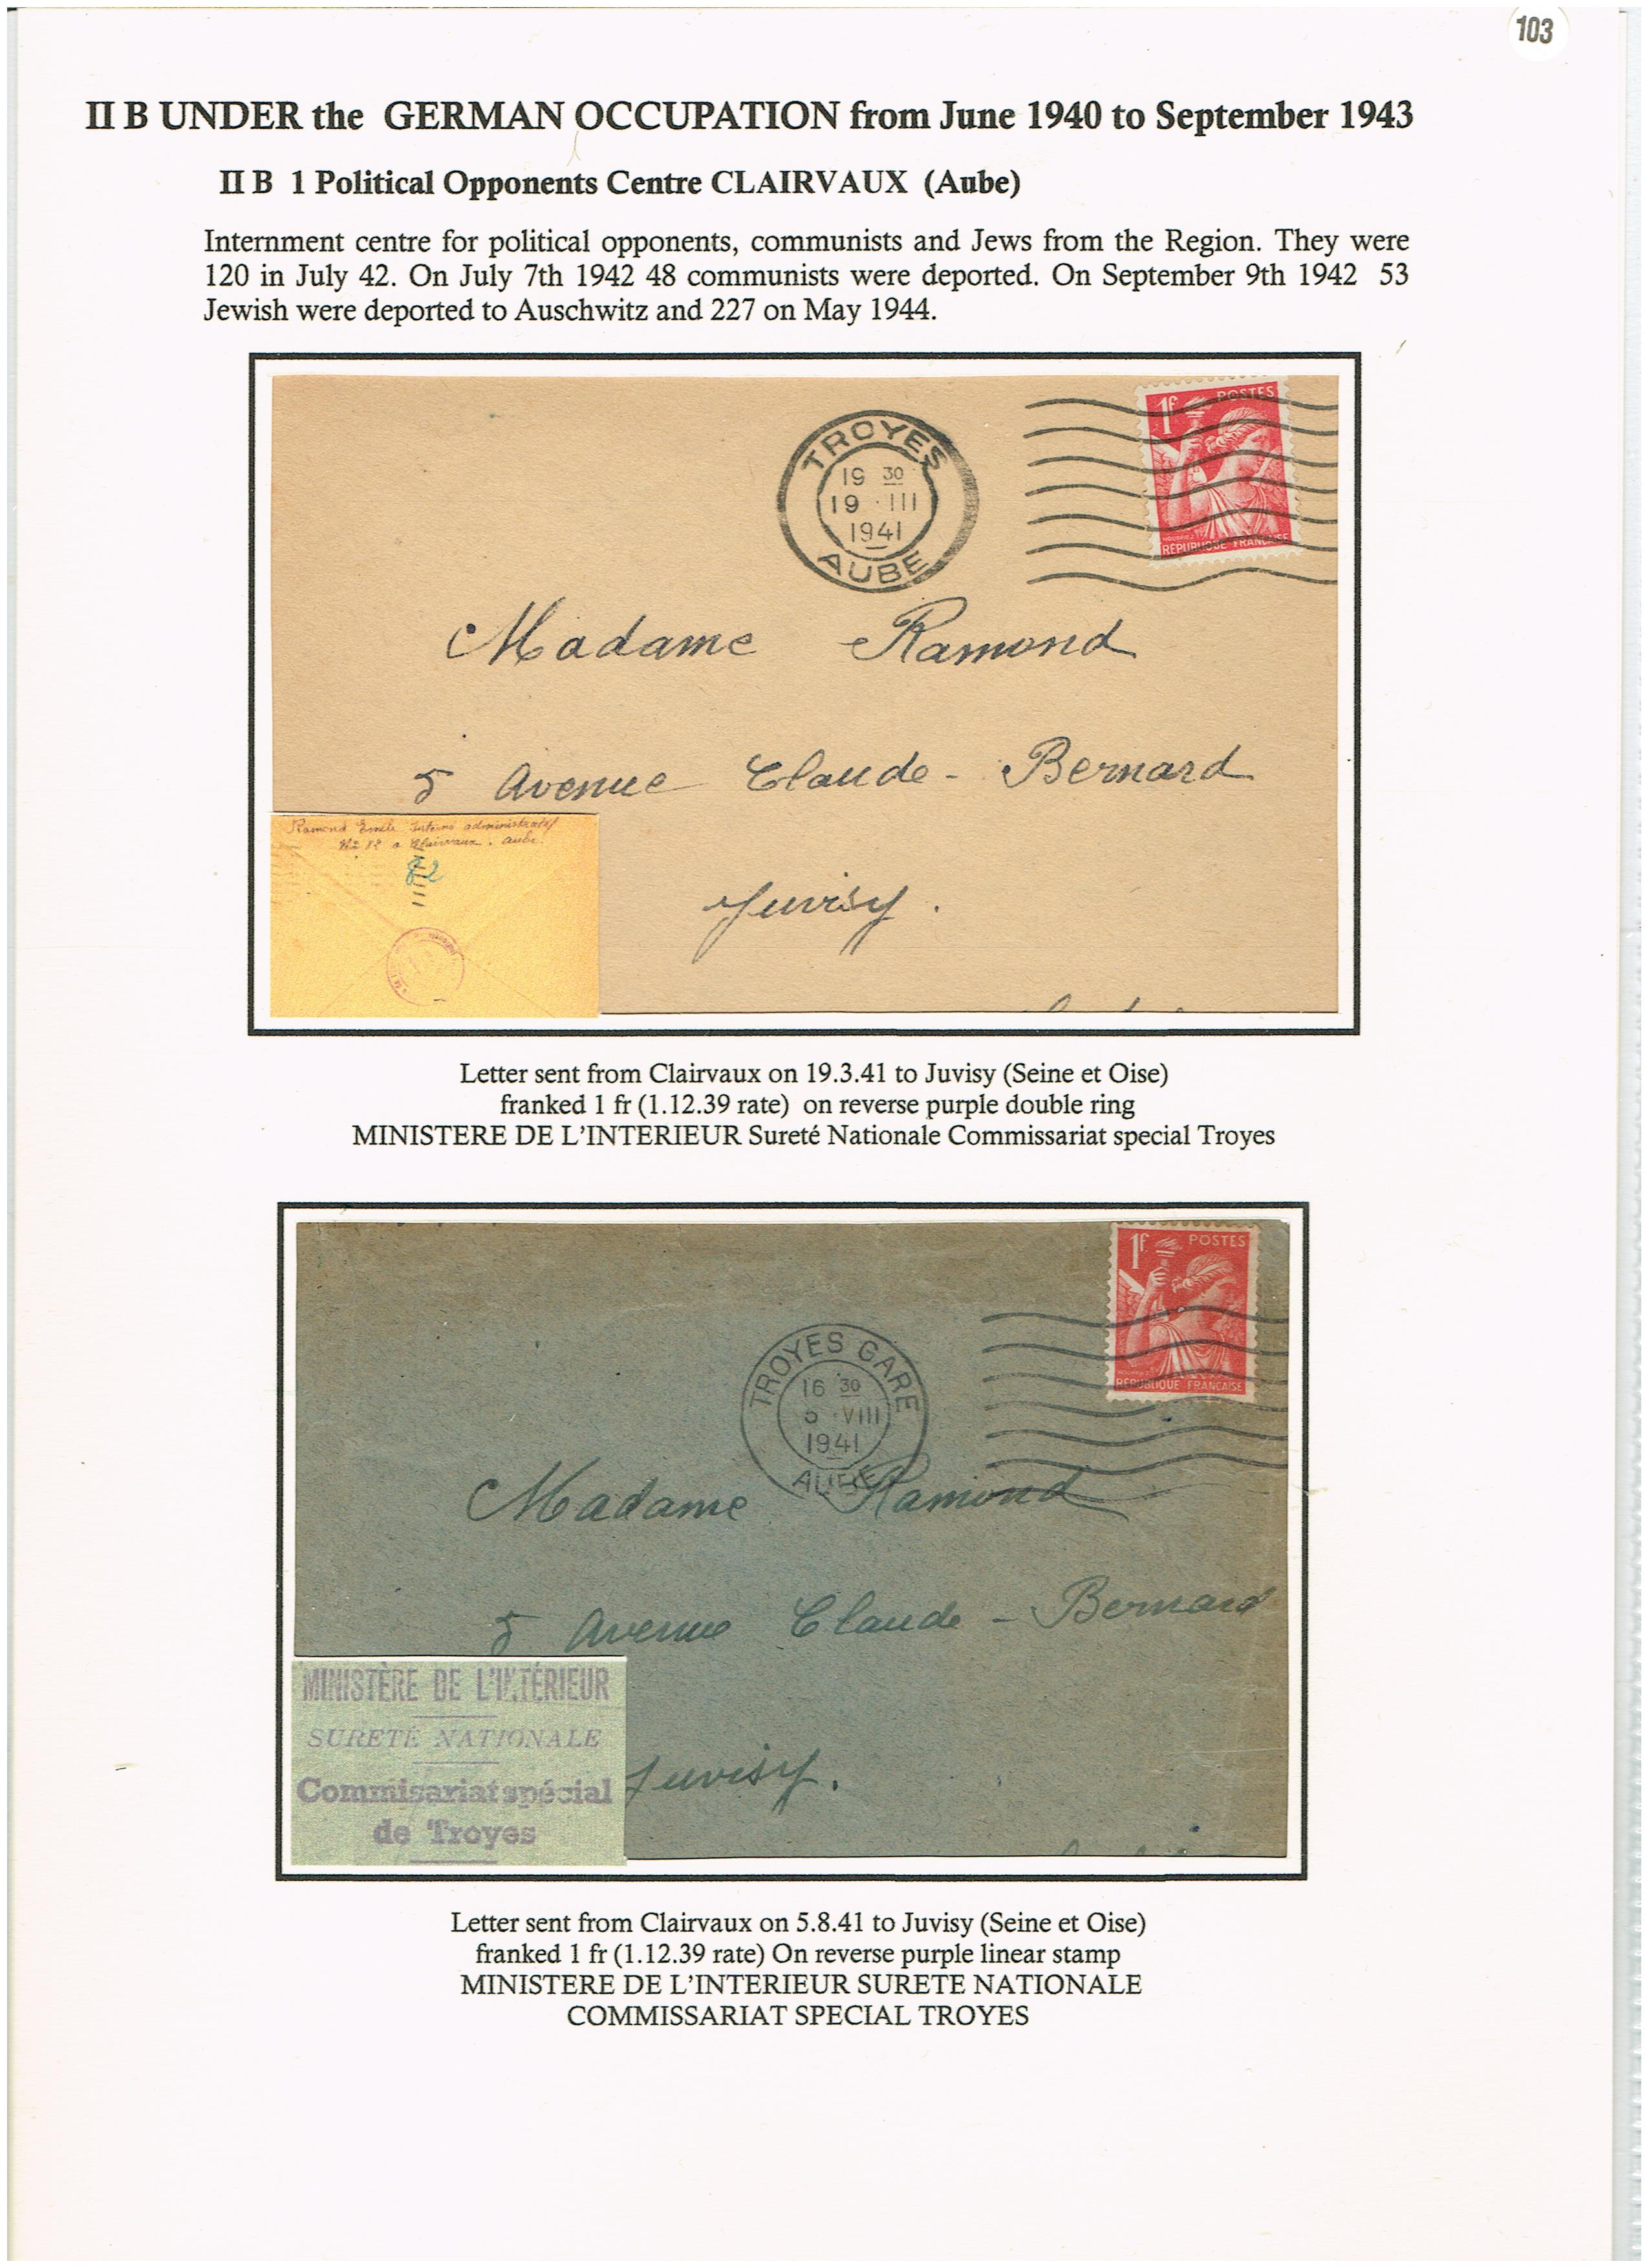 103
II B UNDER the GERMAN OCCUPATION from June 1940 to September 1943
II B 1 Political Opponents Centre CLAIRVAUX (Aube)
Internment centre for political opponents, communists and Jews from the Region. They were
120 in July 42. On July 7th 1942 48 communists were deported. On September 9th 1942 53
Jewish were deported to Auschwitz and 227 on May 1944.
1F POSTES
REPUBLIQUE FRANÇAISE
TROYES
19 30
19 · III
1941
AUBE
Madame Ramond
5 Avenue Claude - Bernard
Juvisy .
Ramond Emile Interné administratif
à Clairvaux . Aube.
82
Letter sent from Clairvaux on 19.3.41 to Juvisy (Seine et Oise)
franked 1 fr (1.12.39 rate) on reverse purple double ring
MINISTERE DE L'INTERIEUR Sureté Nationale Commissariat special Troyes
1F POSTES
REPUBLIQUE FRANÇAISE
TROYES GARE
16 30
5 · VIII
1941
AUBE
Madame Ramond
5 Avenue Claude - Bernard
Juvisy .
MINISTÈRE DE L'INTÉRIEUR
SURETÉ NATIONALE
Commisariat spécial
de Troyes
Letter sent from Clairvaux on 5.8.41 to Juvisy (Seine et Oise)
franked 1 fr (1.12.39 rate) On reverse purple linear stamp
MINISTERE DE L'INTERIEUR SURETE NATIONALE
COMMISSARIAT SPECIAL TROYES